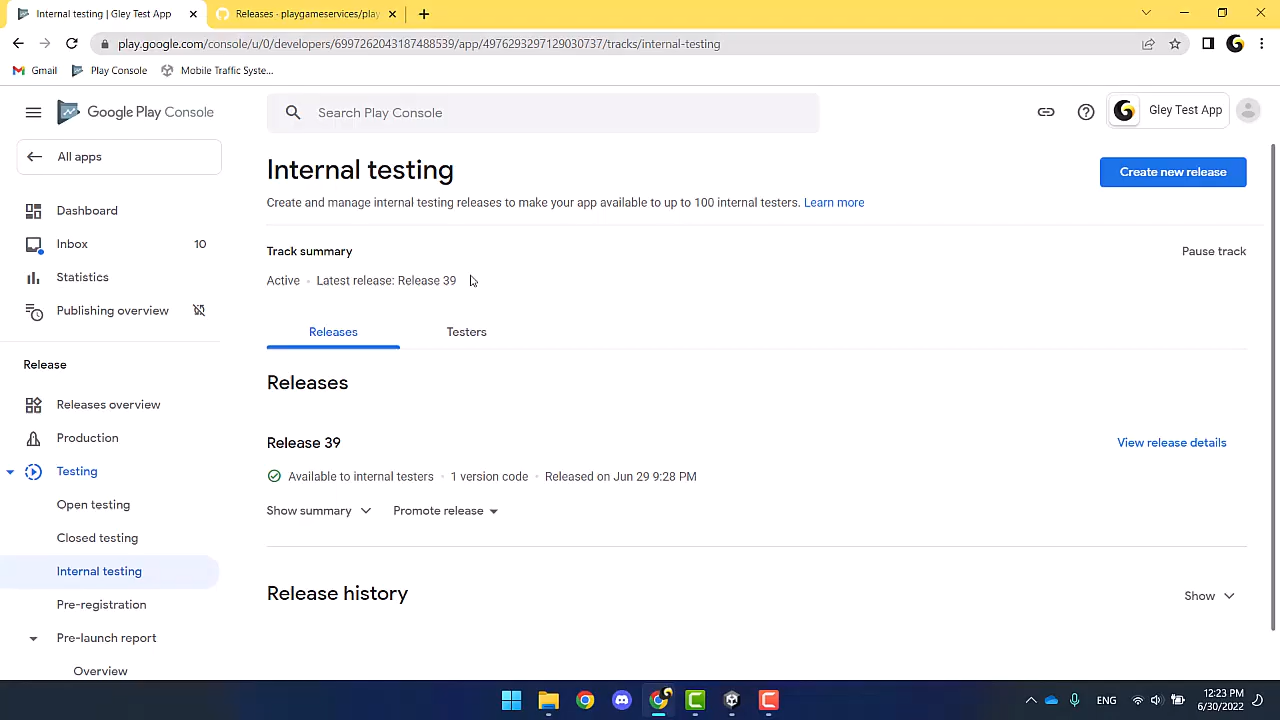 Internal testing | Gley Test App
Releases · playgameservices/play
play.google.com/console/u/0/developers/6997262043187488539/app/4976293207129030737/tracks/internal-testing
Gmail
Play Console
Mobile Traffic Syste...
Google Play Console
Search Play Console
Gley Test App
All apps
Internal testing
Create new release
Create and manage internal testing releases to make your app available to up to 100 internal testers. Learn more
Dashboard
Inbox
10
Track summary
Pause track
Statistics
Active · Latest release: Release 39
Publishing overview
Releases
Testers
Release
Releases
Releases overview
Production
Release 39
View release details
Testing
Available to internal testers · 1 version code · Released on Jun 29 9:28 PM
Open testing
Show summary
Promote release
Closed testing
Internal testing
Release history
Show
Pre-registration
Pre-launch report
Overview
ENG
12:23 PM
6/30/2022